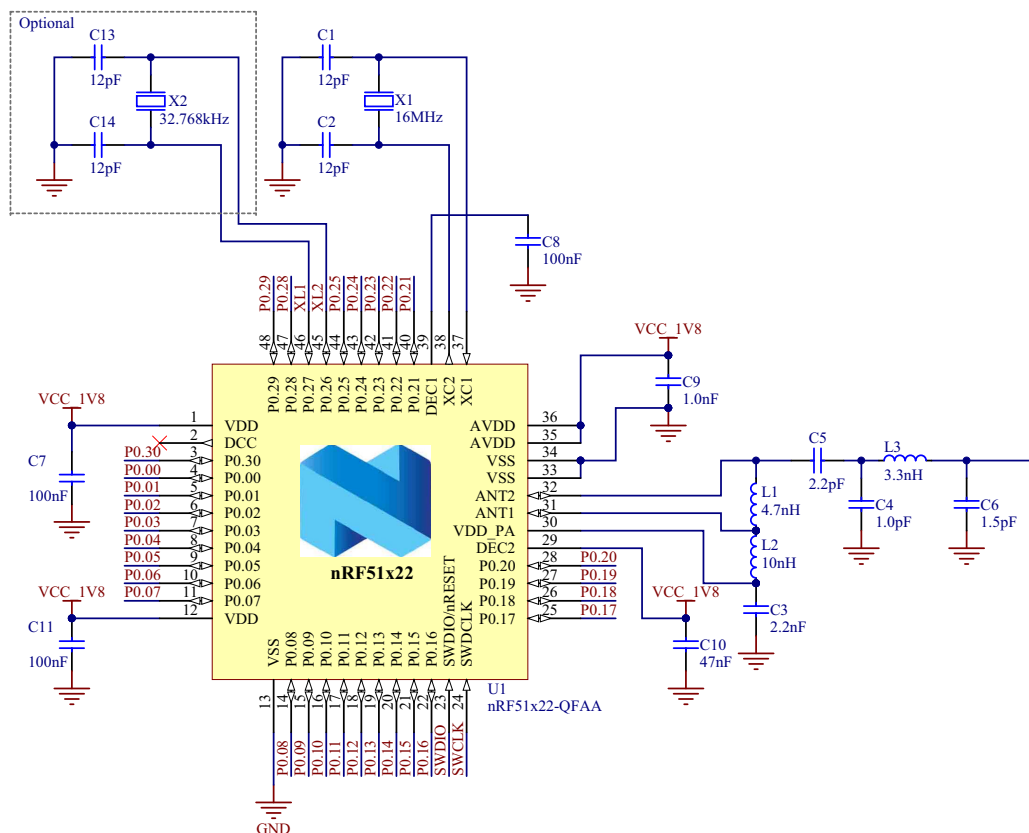 Optional
C13
12pF
X2
32.768kHz
C14
12pF
C1
12pF
X1
16MHz
C2
12pF
C8
100nF
P0.29
P0.28
XL1
XL2
P0.25
P0.24
P0.23
P0.22
P0.21
48
47
46
45
44
43
42
41
40
39
38
37
P0.29
P0.28
P0.27
P0.26
P0.25
P0.24
P0.23
P0.22
P0.21
DEC1
XC2
XC1
VCC_1V8
C9
1.0nF
VCC_1V8
C7
100nF
1 VDD
2 DCC
P0.30 3 P0.30
P0.00 4 P0.00
P0.01 5 P0.01
P0.02 6 P0.02
P0.03 7 P0.03
P0.04 8 P0.04
P0.05 9 P0.05
P0.06 10 P0.06
P0.07 11 P0.07
12 VDD
VCC_1V8
C11
100nF
nRF51x22
AVDD 36
AVDD 35
VSS 34
VSS 33
ANT2 32
ANT1 31
VDD_PA 30
DEC2 29
P0.20 28 P0.20
P0.19 27 P0.19
P0.18 26 P0.18
P0.17 25 P0.17
C5
2.2pF
L3
3.3nH
L1
4.7nH
C4
1.0pF
C6
1.5pF
L2
10nH
C3
2.2nF
VCC_1V8
C10
47nF
VSS
P0.08
P0.09
P0.10
P0.11
P0.12
P0.13
P0.14
P0.15
P0.16
SWDIO/nRESET
SWDCLK
U1
nRF51x22-QFAA
13
14
15
16
17
18
19
20
21
22
23
24
P0.08
P0.09
P0.10
P0.11
P0.12
P0.13
P0.14
P0.15
P0.16
SWDIO
SWCLK
GND